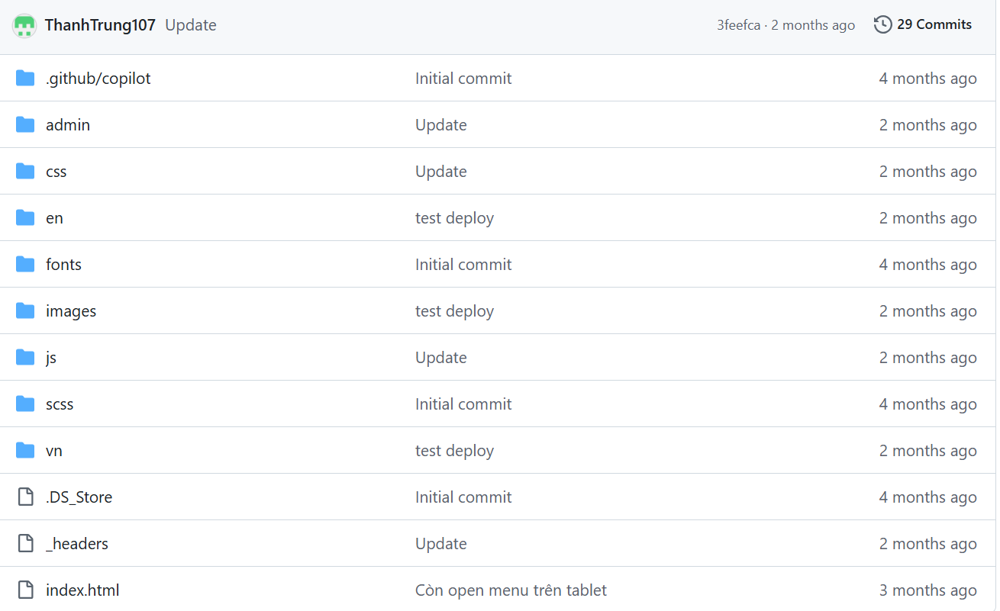 ThanhTrung107 Update 3feefca · 2 months ago 29 Commits
.github/copilot Initial commit 4 months ago
admin Update 2 months ago
css Update 2 months ago
en test deploy 2 months ago
fonts Initial commit 4 months ago
images test deploy 2 months ago
js Update 2 months ago
scss Initial commit 4 months ago
vn test deploy 2 months ago
.DS_Store Initial commit 4 months ago
_headers Update 2 months ago
index.html Còn open menu trên tablet 3 months ago